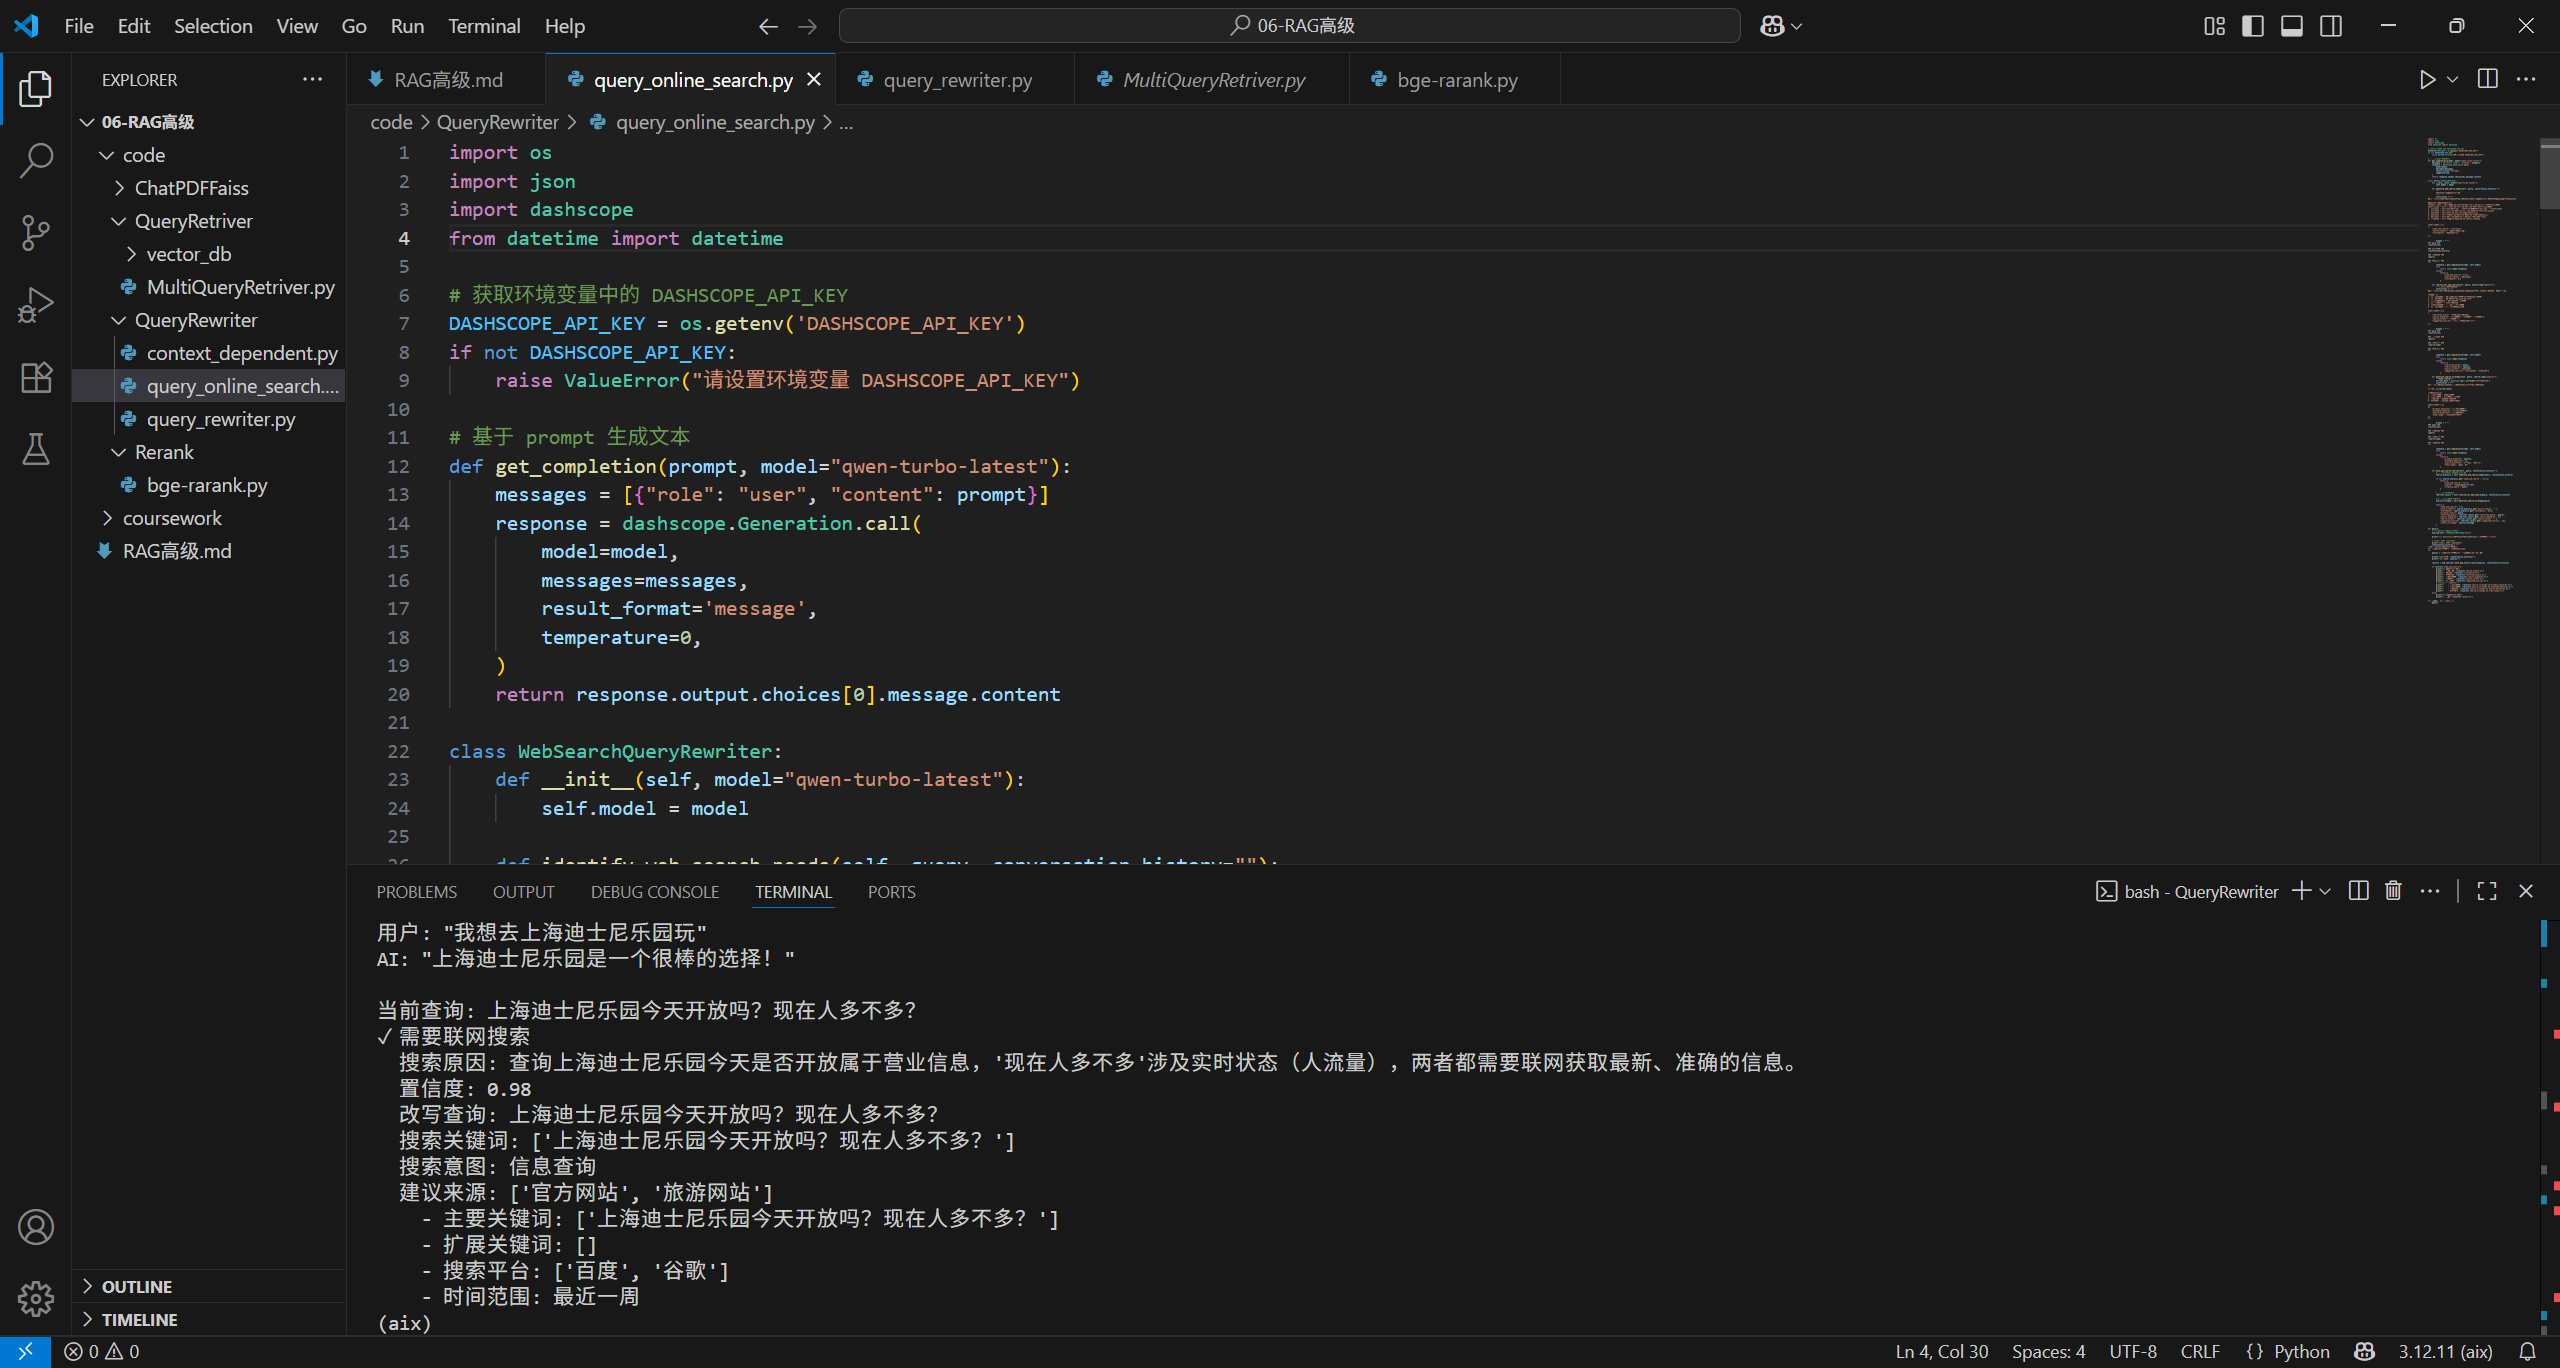 File Edit Selection View Go Run Terminal Help
06-RAG高级
EXPLORER
06-RAG高级
code
ChatPDFFaiss
QueryRetriver
vector_db
MultiQueryRetriver.py
QueryRewriter
context_dependent.py
query_online_search....
query_rewriter.py
Rerank
bge-rarank.py
coursework
RAG高级.md
OUTLINE
TIMELINE
RAG高级.md query_online_search.py query_rewriter.py MultiQueryRetriver.py bge-rarank.py
code > QueryRewriter > query_online_search.py > ...
1 import os
2 import json
3 import dashscope
4 from datetime import datetime
5
6 # 获取环境变量中的 DASHSCOPE_API_KEY
7 DASHSCOPE_API_KEY = os.getenv('DASHSCOPE_API_KEY')
8 if not DASHSCOPE_API_KEY:
9     raise ValueError("请设置环境变量 DASHSCOPE_API_KEY")
10
11 # 基于 prompt 生成文本
12 def get_completion(prompt, model="qwen-turbo-latest"):
13     messages = [{"role": "user", "content": prompt}]
14     response = dashscope.Generation.call(
15         model=model,
16         messages=messages,
17         result_format='message',
18         temperature=0,
19     )
20     return response.output.choices[0].message.content
21
22 class WebSearchQueryRewriter:
23     def __init__(self, model="qwen-turbo-latest"):
24         self.model = model
25
26     def identify_web_search_needs(self, query, conversation_history=""):
PROBLEMS OUTPUT DEBUG CONSOLE TERMINAL PORTS
bash - QueryRewriter
用户: "我想去上海迪士尼乐园玩"
AI: "上海迪士尼乐园是一个很棒的选择！"
当前查询: 上海迪士尼乐园今天开放吗？现在人多不多？
✓ 需要联网搜索
搜索原因: 查询上海迪士尼乐园今天是否开放属于营业信息，'现在人多不多'涉及实时状态（人流量），两者都需要联网获取最新、准确的信息。
置信度: 0.98
改写查询: 上海迪士尼乐园今天开放吗？现在人多不多？
搜索关键词: ['上海迪士尼乐园今天开放吗？现在人多不多？']
搜索意图: 信息查询
建议来源: ['官方网站', '旅游网站']
- 主要关键词: ['上海迪士尼乐园今天开放吗？现在人多不多？']
- 扩展关键词: []
- 搜索平台: ['百度', '谷歌']
- 时间范围: 最近一周
(aix)
0 0
Ln 4, Col 30 Spaces: 4 UTF-8 CRLF {} Python 3.12.11 (aix)